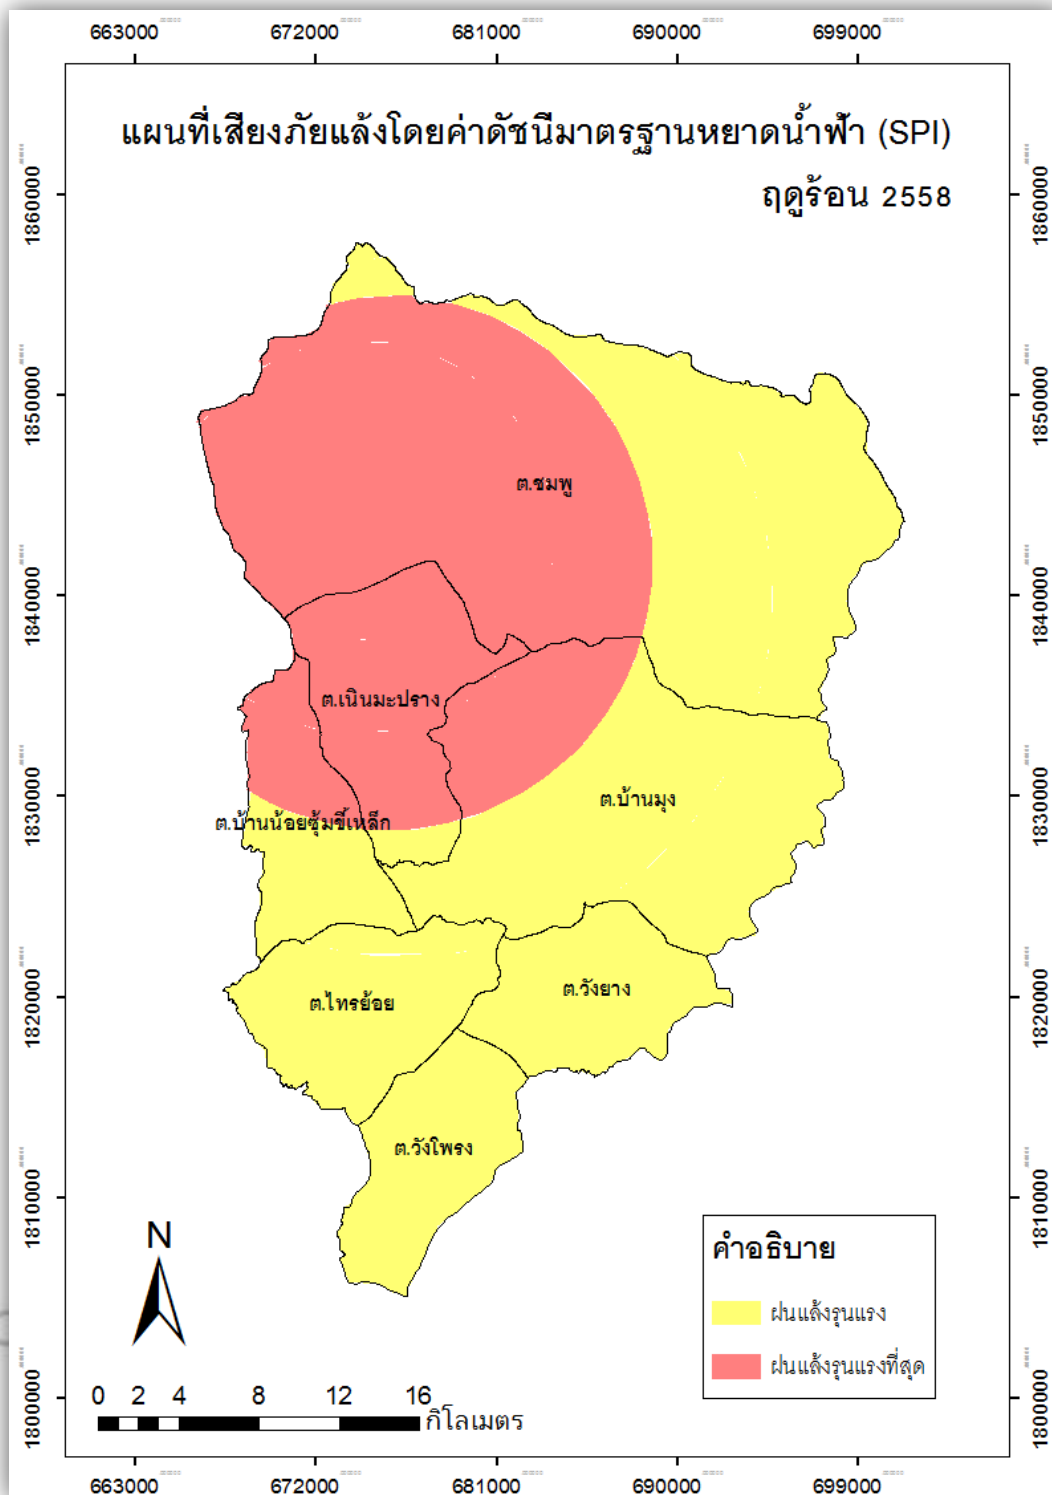 663000 672000 681000 690000 699000
แผนที่เสี่ยงภัยแล้งโดยค่าดัชนีมาตรฐานหยาดน้ำฟ้า (SPI)
ฤดูร้อน 2558
1860000 1860000
1850000 1850000
ต.ชมพู
1840000 1840000
ต.เนินมะปราง
1830000 1830000
ต.บ้านมุง
ต.บ้านน้อยซุ้มขี้เหล็ก
ต.วังยาง
1820000 1820000
ต.ไทรย้อย
ต.วังโพรง
1810000 1810000
N
คำอธิบาย
ฝนแล้งรุนแรง
ฝนแล้งรุนแรงที่สุด
1800000 1800000
0 2 4 8 12 16
กิโลเมตร
663000 672000 681000 690000 699000